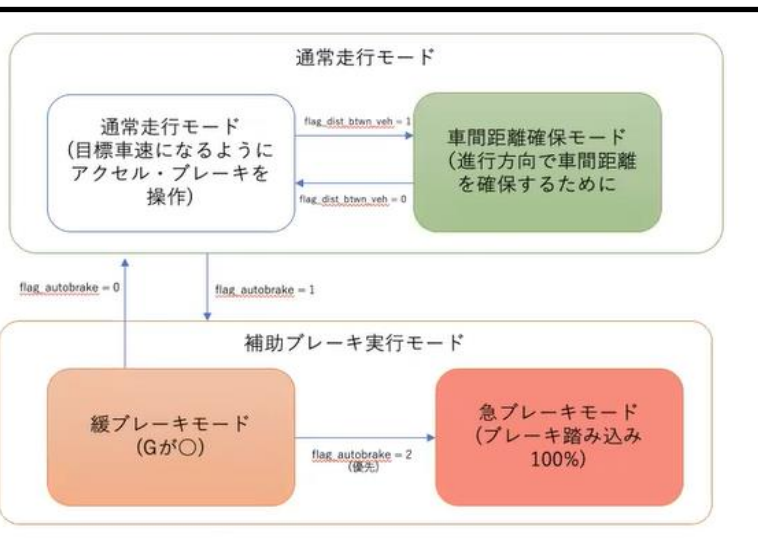 通常走行モード
通常走行モード
(目標車速になるように
アクセル・ブレーキを
操作)
flag_dist_btwn_veh = 1
flag_dist_btwn_veh = 0
車間距離確保モード
(進行方向で車間距離
を確保するために
flag_autobrake = 0
flag_autobrake = 1
補助ブレーキ実行モード
緩ブレーキモード
(Gが〇)
flag_autobrake = 2
(優先)
急ブレーキモード
(ブレーキ踏み込み
100%)